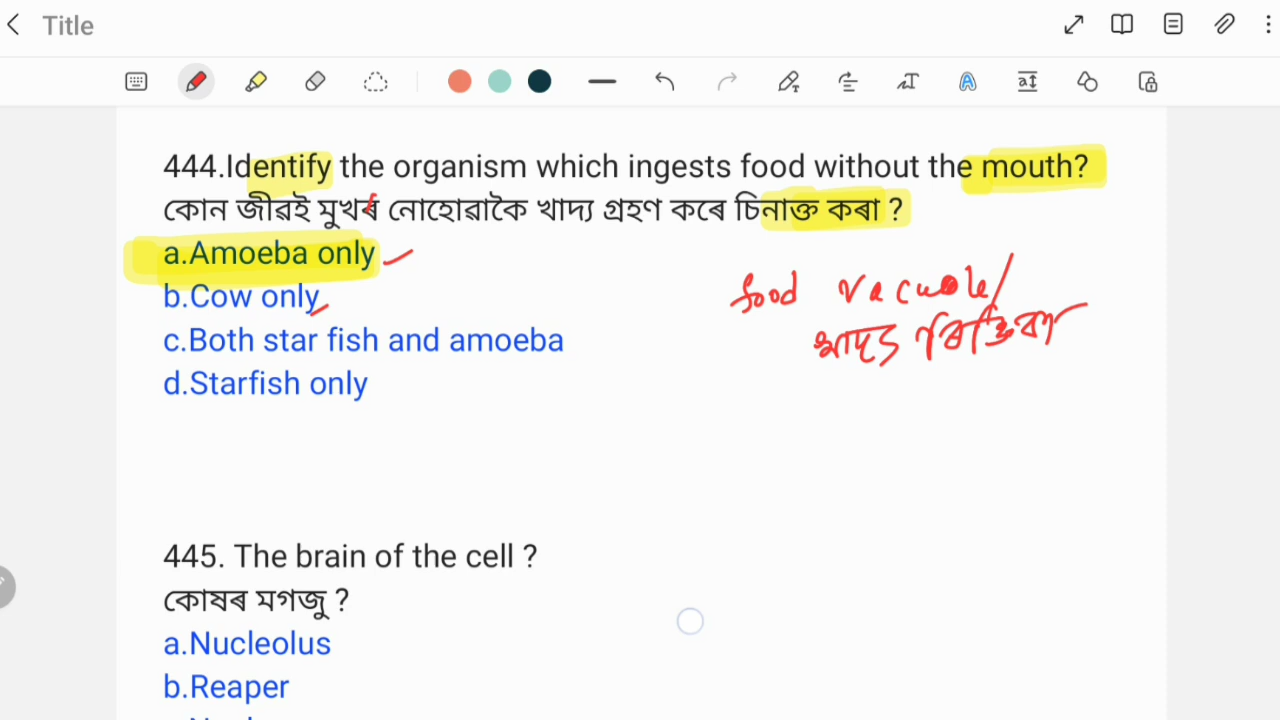 Title
444.Identify the organism which ingests food without the mouth?
কোন জীৱই মুখৰ নোহোৱাকৈ খাদ্য গ্ৰহণ কৰে চিনাক্ত কৰা ?
a.Amoeba only
b.Cow only
food vacuole/
খাদ্য ৰিক্তিকা
c.Both star fish and amoeba
d.Starfish only
445. The brain of the cell ?
কোষৰ মগজু ?
a.Nucleolus
b.Reaper